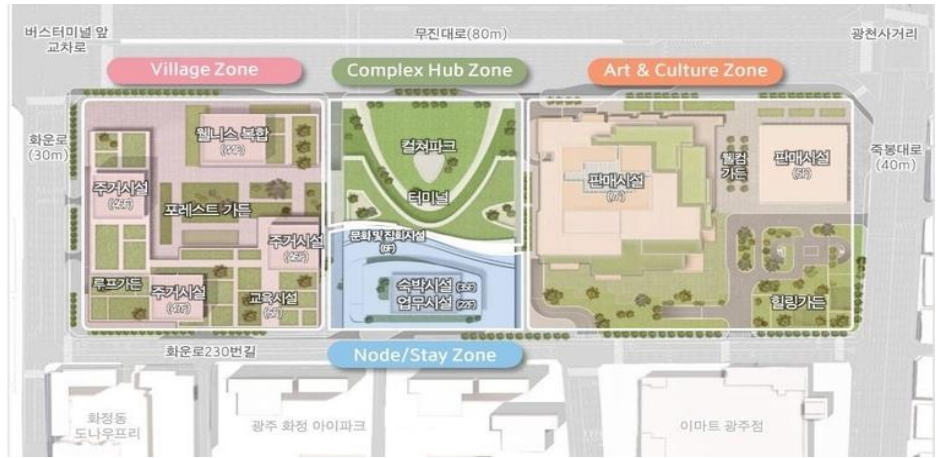 버스터미널 앞
교차로
무진대로(80m)
광천사거리
Village Zone
Complex Hub Zone
Art & Culture Zone
화운로
(30m)
죽봉대로
(40m)
웰니스 복합
(44F)
컬쳐파크
웰컴
가든
판매시설
판매시설
주거시설
포레스트 가든
터미널
문화 및 집회시설
주거시설
루프가든
주거시설
교육시설
숙박시설
업무시설
(22F)
힐링가든
화운로230번길
Node/Stay Zone
화정동
도나우프리
광주 화정 아이파크
이마트 광주점